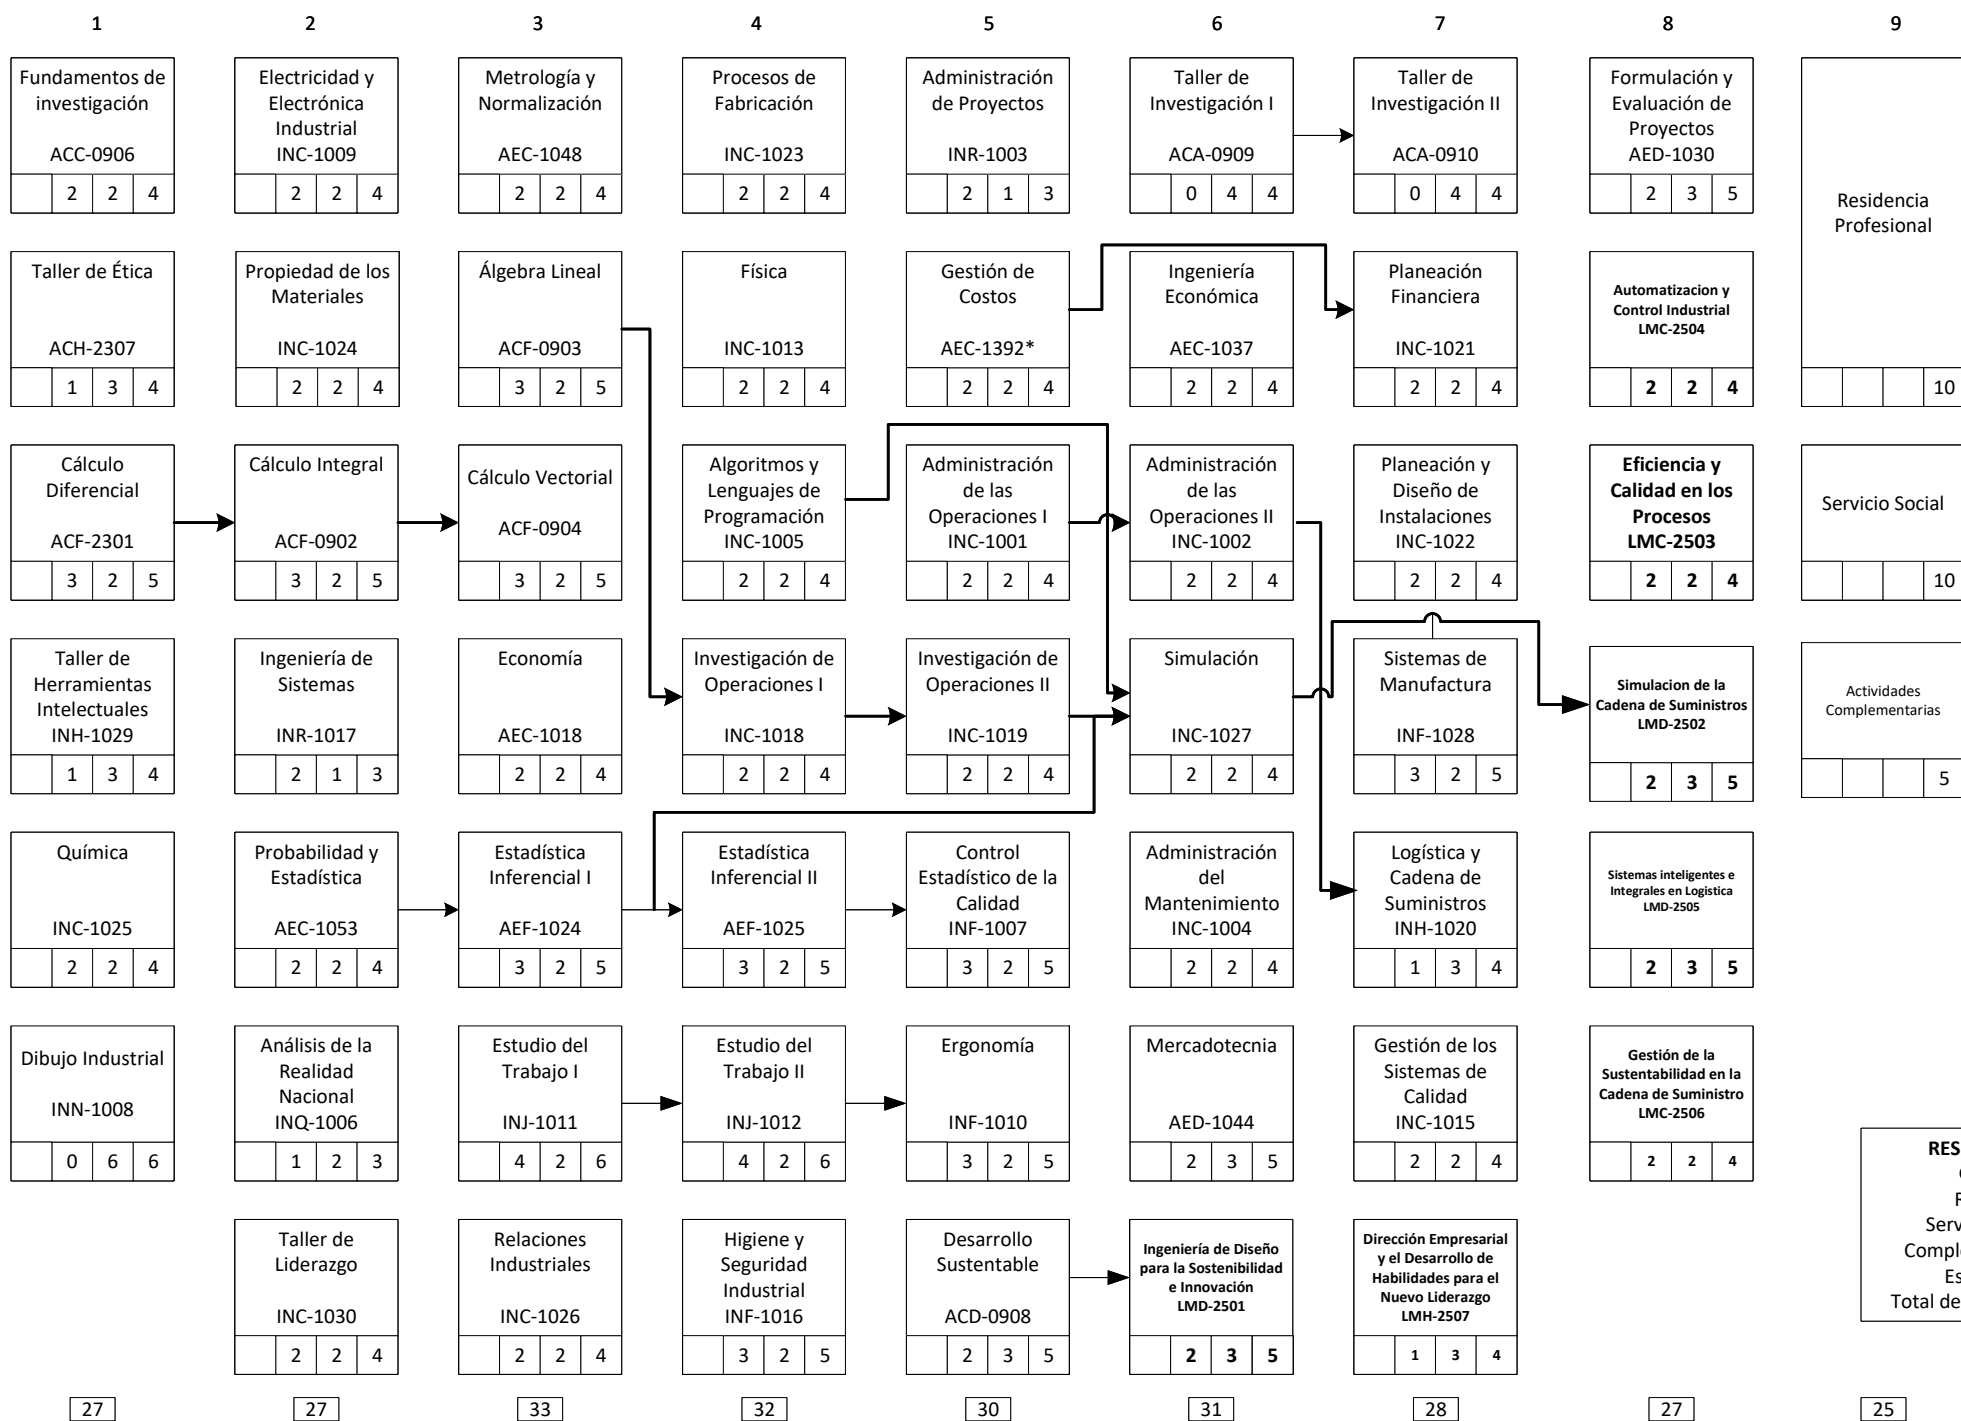 1 2 3 4 5 6 7 8 9
Fundamentos de
investigación
ACC-0906
2 2 4
Electricidad y
Electrónica
Industrial
INC-1009
2 2 4
Metrología y
Normalización
AEC-1048
2 2 4
Procesos de
Fabricación
INC-1023
2 2 4
Administración
de Proyectos
INR-1003
2 1 3
Taller de
Investigación I
ACA-0909
0 4 4
Taller de
Investigación II
ACA-0910
0 4 4
Formulación y
Evaluación de
Proyectos
AED-1030
2 3 5
Residencia
Profesional
10
Taller de Ética
ACH-2307
1 3 4
Propiedad de los
Materiales
INC-1024
2 2 4
Álgebra Lineal
ACF-0903
3 2 5
Física
INC-1013
2 2 4
Gestión de
Costos
AEC-1392*
2 2 4
Ingeniería
Económica
AEC-1037
2 2 4
Planeación
Financiera
INC-1021
2 2 4
Automatizacion y
Control Industrial
LMC-2504
2 2 4
Cálculo
Diferencial
ACF-2301
3 2 5
Cálculo Integral
ACF-0902
3 2 5
Cálculo Vectorial
ACF-0904
3 2 5
Algoritmos y
Lenguajes de
Programación
INC-1005
2 2 4
Administración
de las
Operaciones I
INC-1001
2 2 4
Administración
de las
Operaciones II
INC-1002
2 2 4
Planeación y
Diseño de
Instalaciones
INC-1022
2 2 4
Eficiencia y
Calidad en los
Procesos
LMC-2503
2 2 4
Servicio Social
10
Taller de
Herramientas
Intelectuales
INH-1029
1 3 4
Ingeniería de
Sistemas
INR-1017
2 1 3
Economía
AEC-1018
2 2 4
Investigación de
Operaciones I
INC-1018
2 2 4
Investigación de
Operaciones II
INC-1019
2 2 4
Simulación
INC-1027
2 2 4
Sistemas de
Manufactura
INF-1028
3 2 5
Simulacion de la
Cadena de Suministros
LMD-2502
2 3 5
Actividades
Complementarias
5
Química
INC-1025
2 2 4
Probabilidad y
Estadística
AEC-1053
2 2 4
Estadística
Inferencial I
AEF-1024
3 2 5
Estadística
Inferencial II
AEF-1025
3 2 5
Control
Estadístico de la
Calidad
INF-1007
3 2 5
Administración
del
Mantenimiento
INC-1004
2 2 4
Logística y
Cadena de
Suministros
INH-1020
1 3 4
Sistemas inteligentes e
Integrales en Logistica
LMD-2505
2 3 5
Dibujo Industrial
INN-1008
0 6 6
Análisis de la
Realidad
Nacional
INQ-1006
1 2 3
Estudio del
Trabajo I
INJ-1011
4 2 6
Estudio del
Trabajo II
INJ-1012
4 2 6
Ergonomía
INF-1010
3 2 5
Mercadotecnia
AED-1044
2 3 5
Gestión de los
Sistemas de
Calidad
INC-1015
2 2 4
Gestión de la
Sustentabilidad en la
Cadena de Suministro
LMC-2506
2 2 4
Taller de
Liderazgo
INC-1030
2 2 4
Relaciones
Industriales
INC-1026
2 2 4
Higiene y
Seguridad
Industrial
INF-1016
3 2 5
Desarrollo
Sustentable
ACD-0908
2 3 5
Ingeniería de Diseño
para la Sostenibilidad
e Innovación
LMD-2501
2 3 5
Dirección Empresarial
y el Desarrollo de
Habilidades para el
Nuevo Liderazgo
LMH-2507
1 3 4
Total de
27 27 33 32 30 31 28 27 25